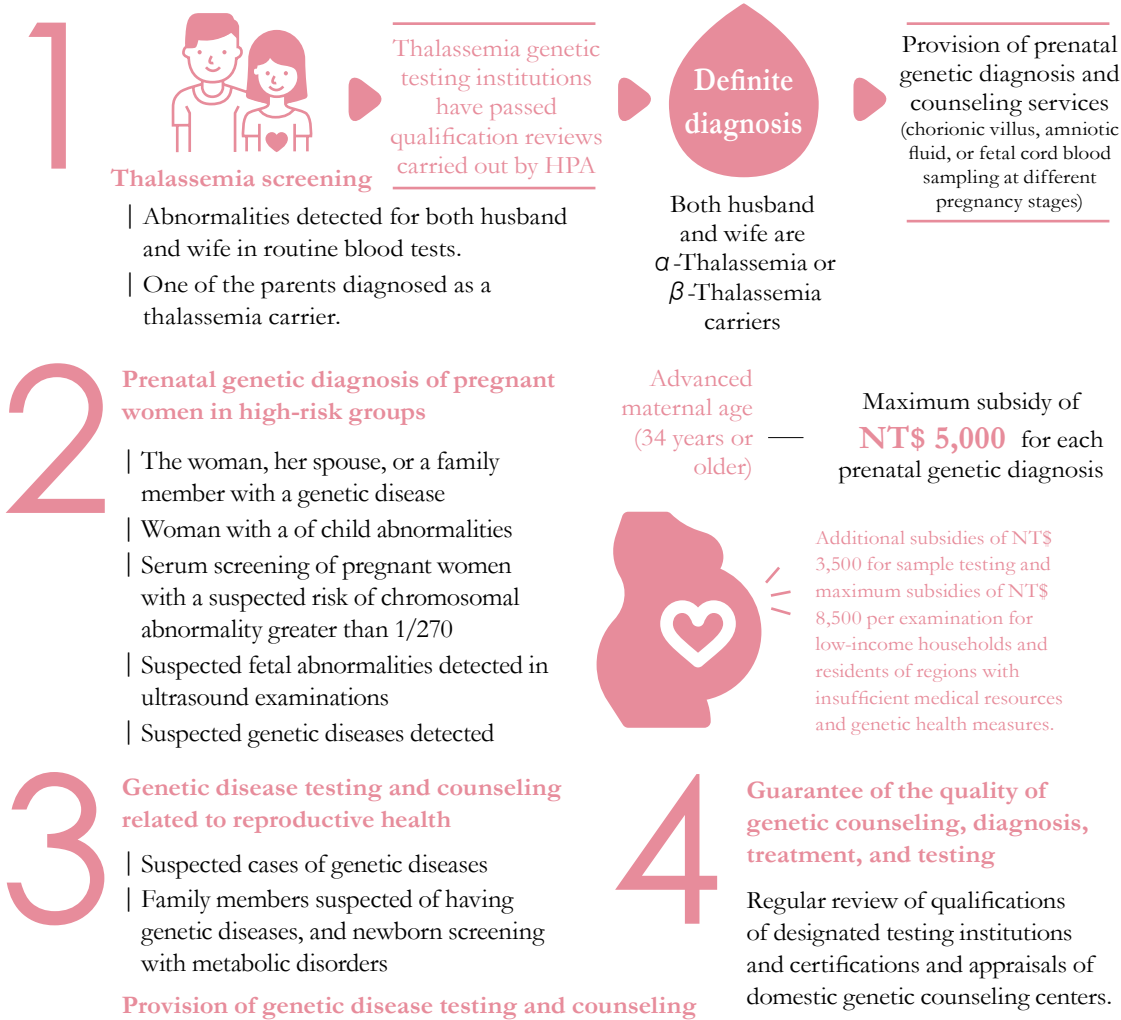 1
Thalassemia screening
| Abnormalities detected for both husband
and wife in routine blood tests.
| One of the parents diagnosed as a
thalassemia carrier.
Thalassemia genetic
testing institutions
have passed
qualification reviews
carried out by HPA
Definite
diagnosis
Both husband
and wife are
α-Thalassemia or
β-Thalassemia
carriers
Provision of prenatal
genetic diagnosis and
counseling services
(chorionic villus, amniotic
fluid, or fetal cord blood
sampling at different
pregnancy stages)
2
Prenatal genetic diagnosis of pregnant
women in high-risk groups
| The woman, her spouse, or a family
member with a genetic disease
| Woman with a of child abnormalities
| Serum screening of pregnant women
with a suspected risk of chromosomal
abnormality greater than 1/270
| Suspected fetal abnormalities detected in
ultrasound examinations
| Suspected genetic diseases detected
Advanced
maternal age
(34 years or
older)
Maximum subsidy of
NT$ 5,000 for each
prenatal genetic diagnosis
Additional subsidies of NT$
3,500 for sample testing and
maximum subsidies of NT$
8,500 per examination for
low-income households and
residents of regions with
insufficient medical resources
and genetic health measures.
3
Genetic disease testing and counseling
related to reproductive health
| Suspected cases of genetic diseases
| Family members suspected of having
genetic diseases, and newborn screening
with metabolic disorders
Provision of genetic disease testing and counseling
4
Guarantee of the quality of
genetic counseling, diagnosis,
treatment, and testing
Regular review of qualifications
of designated testing institutions
and certifications and appraisals of
domestic genetic counseling centers.